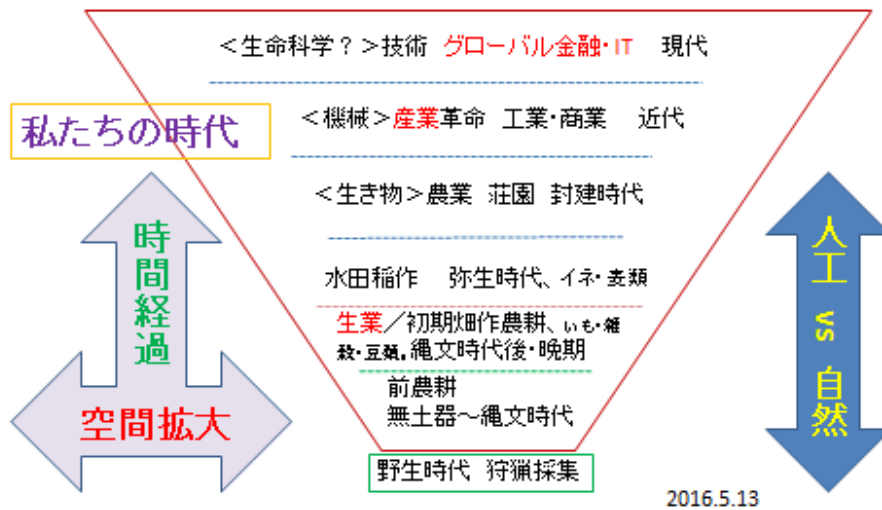 ＜生命科学？＞技術 グローバル金融・IT 現代
＜機械＞産業革命 工業・商業 近代
私たちの時代
＜生き物＞農業 荘園 封建時代
時間経過
人工 vs 自然
水田稲作 弥生時代、イネ・麦類
生業／初期畑作農耕、いも・雑
穀・豆類。縄文時代後・晩期
前農耕
無土器～縄文時代
空間拡大
野生時代 狩猟採集
2016.5.13